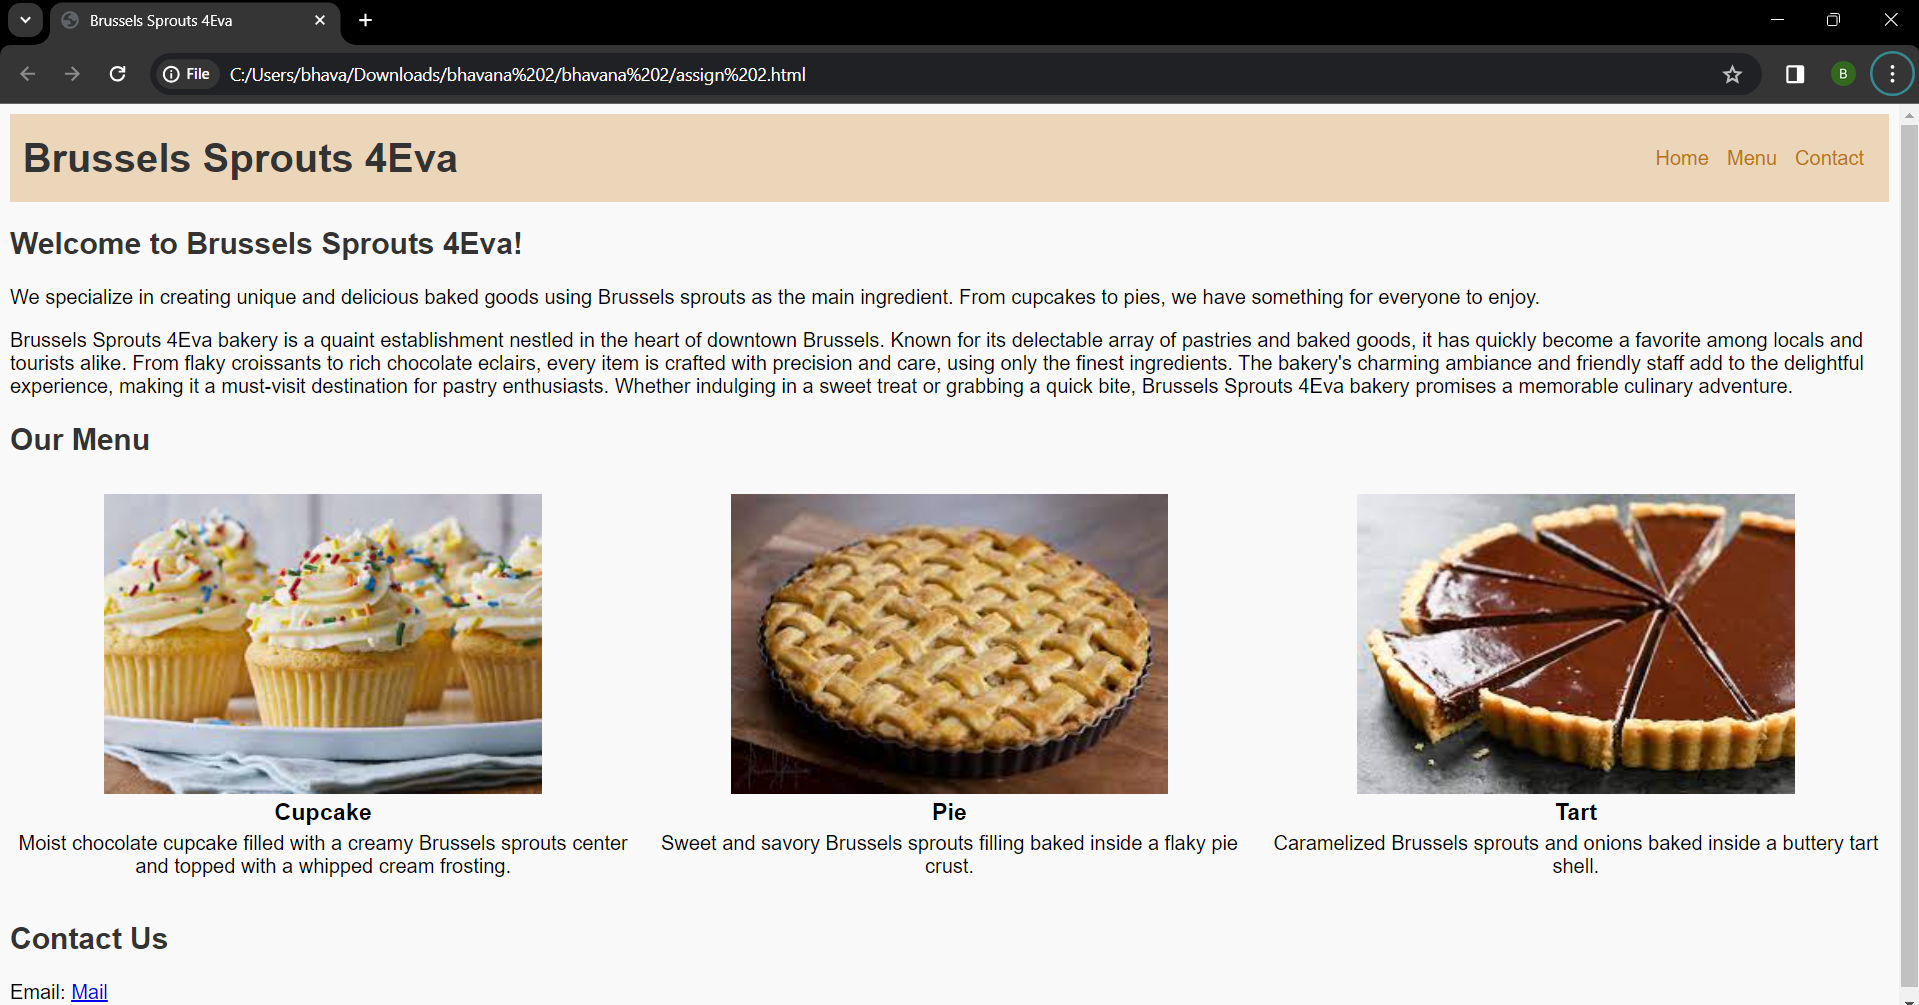 Brussels Sprouts 4Eva
File C:/Users/bhava/Downloads/bhavana%202/bhavana%202/assign%202.html
B
Brussels Sprouts 4Eva
Home Menu Contact
Welcome to Brussels Sprouts 4Eva!
We specialize in creating unique and delicious baked goods using Brussels sprouts as the main ingredient. From cupcakes to pies, we have something for everyone to enjoy.
Brussels Sprouts 4Eva bakery is a quaint establishment nestled in the heart of downtown Brussels. Known for its delectable array of pastries and baked goods, it has quickly become a favorite among locals and
tourists alike. From flaky croissants to rich chocolate eclairs, every item is crafted with precision and care, using only the finest ingredients. The bakery's charming ambiance and friendly staff add to the delightful
experience, making it a must-visit destination for pastry enthusiasts. Whether indulging in a sweet treat or grabbing a quick bite, Brussels Sprouts 4Eva bakery promises a memorable culinary adventure.
Our Menu
Cupcake
Moist chocolate cupcake filled with a creamy Brussels sprouts center
and topped with a whipped cream frosting.
Pie
Sweet and savory Brussels sprouts filling baked inside a flaky pie
crust.
Tart
Caramelized Brussels sprouts and onions baked inside a buttery tart
shell.
Contact Us
Email: Mail